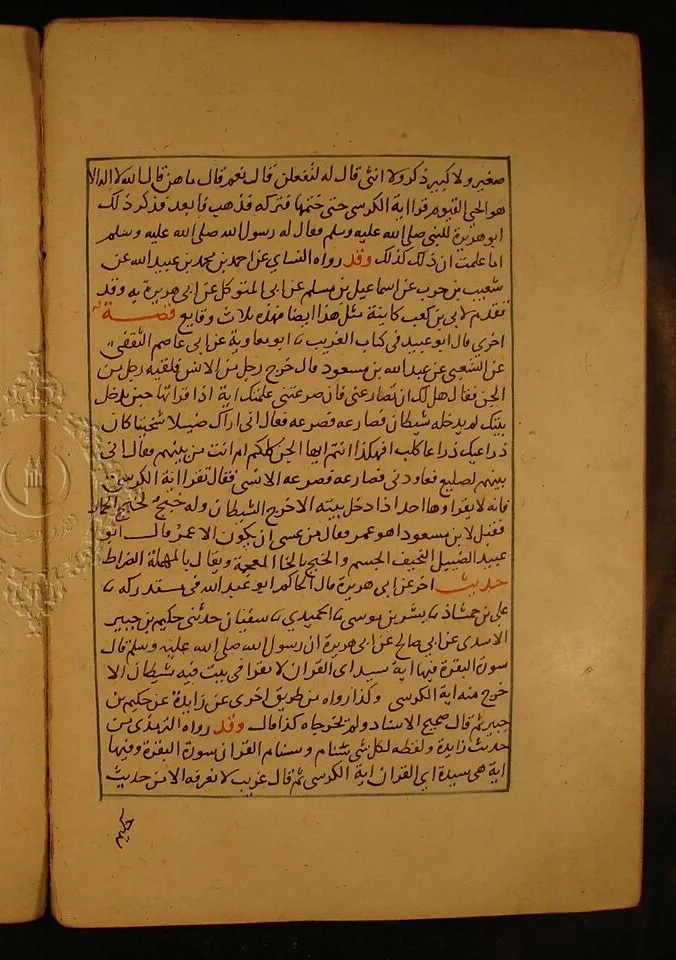 صغير ولا كبير ذكر ولا انثى قال له لتفعلن قال نعم قال ما هن قال الله لا اله الا
هو الحي القيوم قرا اية الكرسي حتى ختمها فتركه فذهب فابعد فذكر ذلك
ابو هريرة للنبي صلى الله عليه وسلم فقال له رسول الله صلى الله عليه وسلم
اما علمت ان ذلك كذلك وقد رواه النساي عن احمد بن محمد بن عبيد الله عن
شعيب بن حرب عن اسماعيل بن مسلم عن ابي المتوكل عن ابي هريرة به وقد
تقدم لابي بن كعب كاينة مثل هذا ايضا فهذه ثلاث وقايع قصة
اخري قال ابو عبيد في كتاب الغريب ثنا ابو معاوية عن ابي عاصم الثقفي
عن الشعبي عن عبد الله بن مسعود قال خرج رجل من الانس فلقيه رجل من
الجن فقال هل لك ان تصارعني فان صرعتني علمتك اية اذا قراتها حين تدخل
بيتك لم يدخله شيطان فصارعه فصرعه فقال اني اراك ضييلا شخيتا كان
ذراعيك ذراعا كلب افهكذا انتم ايها الجن كلكم ام انت من بينهم فقال اني
بينهم لضليع فعاودني فصارعه فصرعه الانسي فقال تقرا اية الكرسي
فانه لا يقراوها احد اذا دخل بيته الا خرج الشيطان وله خبج كخبج الحمار
فقيل لابن مسعود اهو عمر فقال من عسى ان يكون الا عمر قال ابو
عبيد الضييل النحيف الجسم والخبج بالخا المعجمة ويقال بالمهملة الضراط
حديث اخر عن ابي هريرة قال الحاكم ابو عبد الله في مستدركه ثنا
علي بن حمشاذ ثنا بشر بن موسى ثنا الحميدي ثنا سفيان حدثني حكيم بن جبير
الاسدي عن ابي صالح عن ابي هريرة ان رسول الله صلى الله عليه وسلم قال
سورة البقرة فيها اية سيد اي القران لا يقرا في بيت فيه شيطان الا
خرج منه اية الكرسي وكذا رواه من طريق اخرى عن زايدة عن حكيم بن
جبير ثم قال صحيح الاسناد ولم يخرجاه كذا قال وقد رواه الترمذي من
حديث زايدة ولفظه لكل شي سنام وسنام القران سورة البقرة وفيها
اية هي سيدة اي القران اية الكرسي ثم قال غريب لا نعرفه الا من حديث